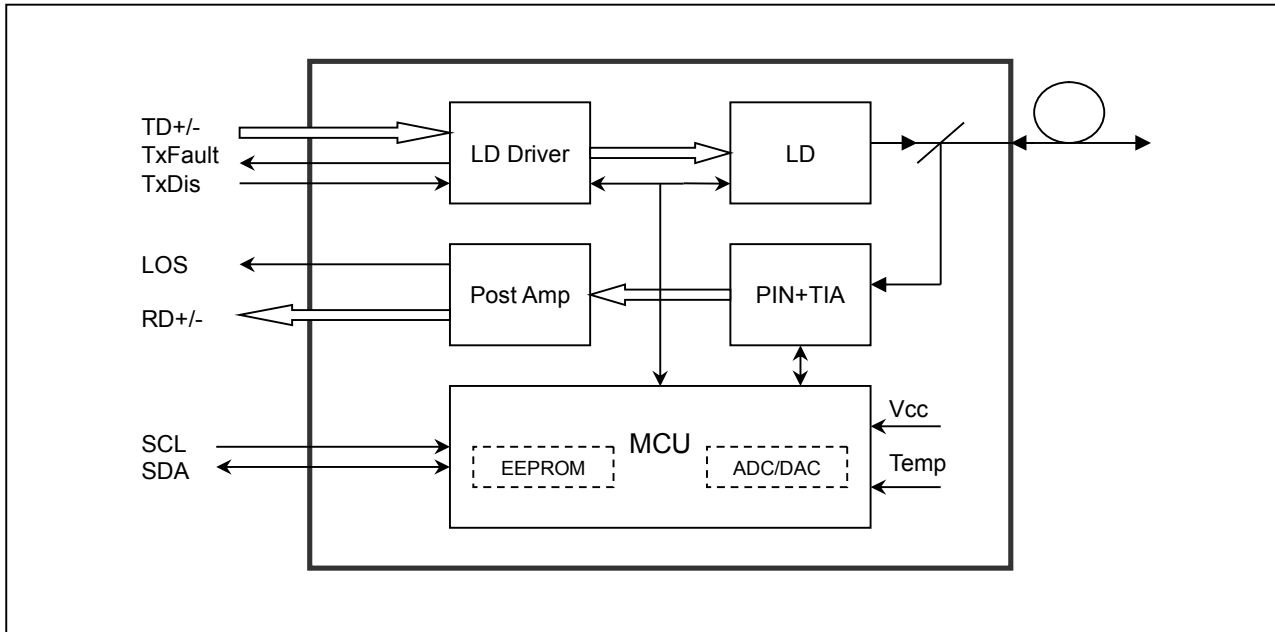 TD+/-
TxFault
TxDis
LD Driver
LD
LOS
RD+/-
Post Amp
PIN+TIA
SCL
SDA
MCU
EEPROM
ADC/DAC
Vcc
Temp